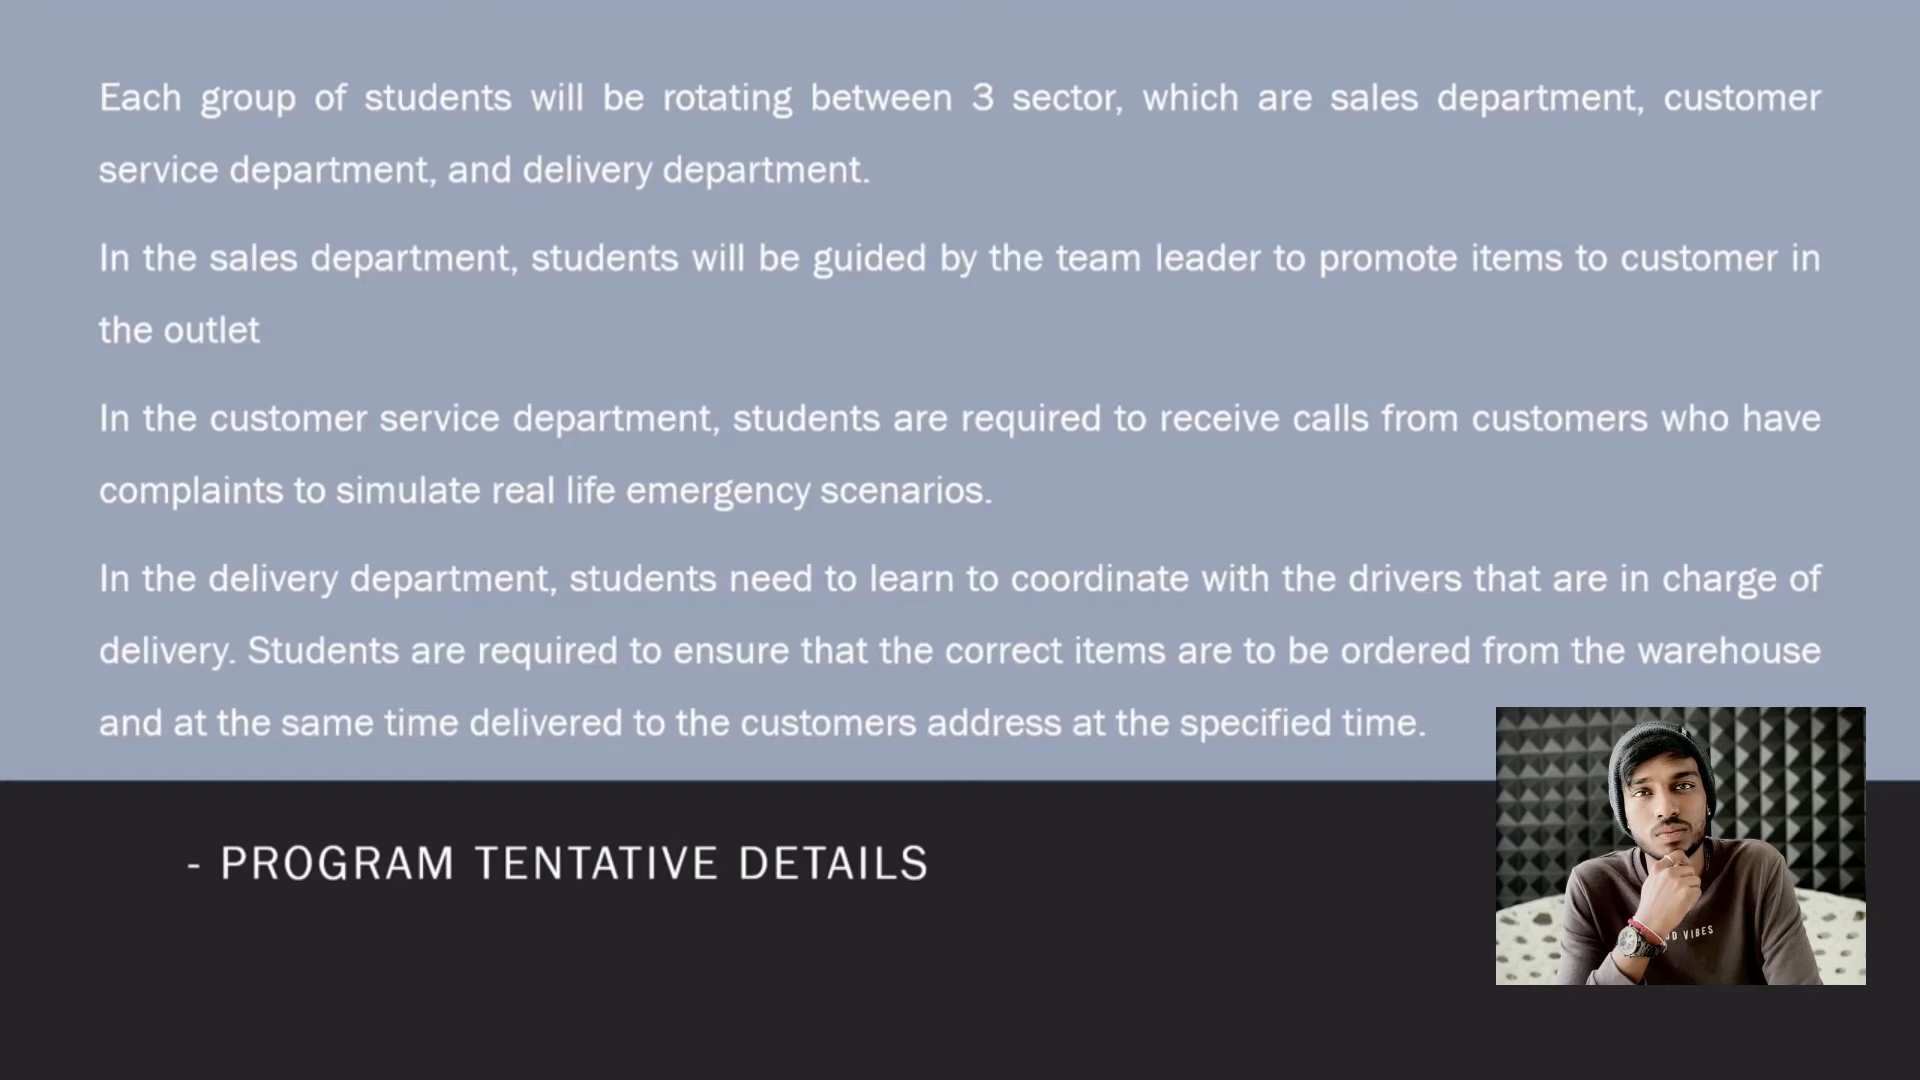 Each group of students will be rotating between 3 sector, which are sales department, customer
service department, and delivery department.
In the sales department, students will be guided by the team leader to promote items to customer in
the outlet
In the customer service department, students are required to receive calls from customers who have
complaints to simulate real life emergency scenarios.
In the delivery department, students need to learn to coordinate with the drivers that are in charge of
delivery. Students are required to ensure that the correct items are to be ordered from the warehouse
and at the same time delivered to the customers address at the specified time.
- PROGRAM TENTATIVE DETAILS
VIBES